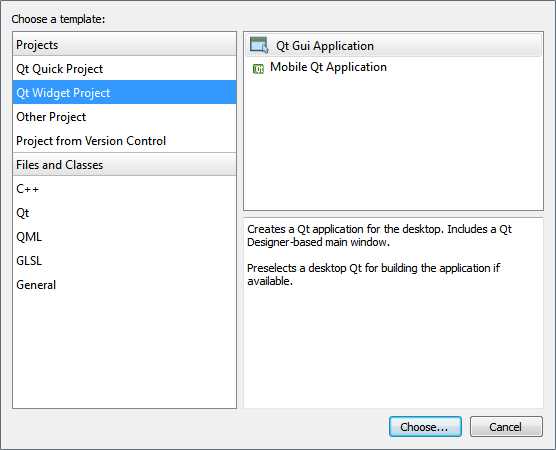 Choose a template:
Projects
Qt Quick Project
Qt Widget Project
Other Project
Project from Version Control
Files and Classes
C++
Qt
QML
GLSL
General
Qt Gui Application
Qt Mobile Qt Application
Creates a Qt application for the desktop. Includes a Qt
Designer-based main window.
Preselects a desktop Qt for building the application if
available.
Choose...
Cancel